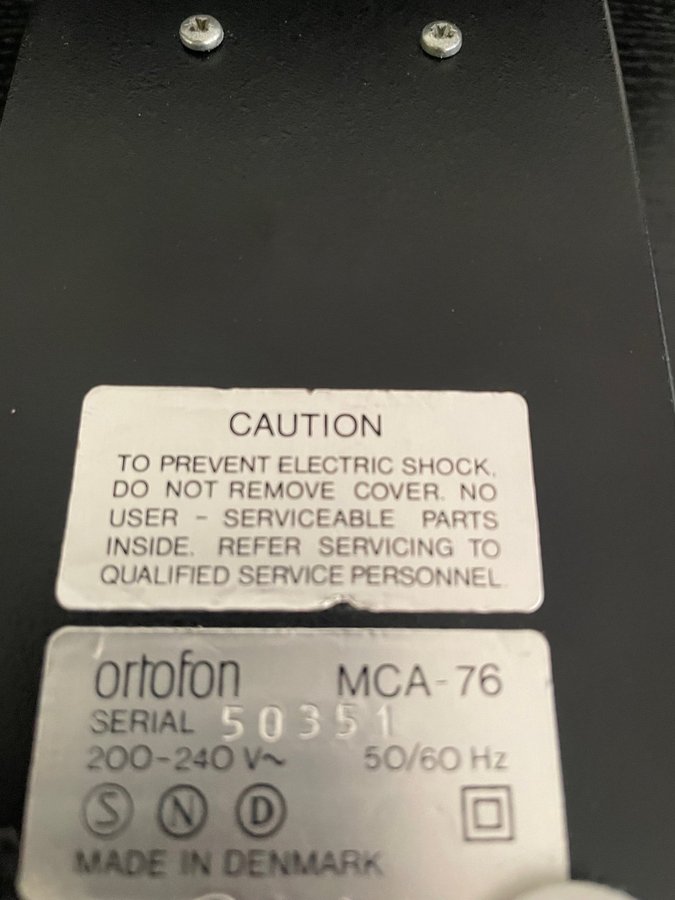 CAUTION
TO PREVENT ELECTRIC SHOCK,
DO NOT REMOVE COVER. NO
USER - SERVICEABLE PARTS
INSIDE. REFER SERVICING TO
QUALIFIED SERVICE PERSONNEL
ortofon MCA-76
SERIAL 50351
200-240 V~ 50/60 Hz
S N D
MADE IN DENMARK